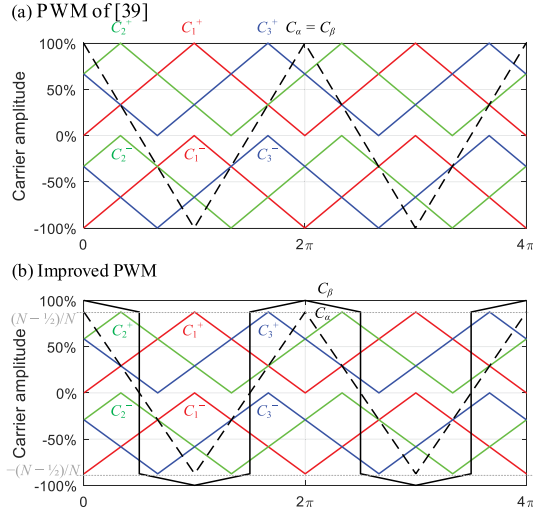 (a) PWM of [39]
C₂⁺ C₁⁺ C₃⁺ Cα = Cβ
100%
50%
0%
-50%
-100%
Carrier amplitude
C₂⁻ C₁⁻ C₃⁻
0 2π 4π
(b) Improved PWM
Cβ
100%
(N − ½)/N
50%
0%
-50%
−(N − ½)/N
-100%
Carrier amplitude
Cα
C₂⁺ C₁⁺ C₃⁺
C₂⁻ C₁⁻ C₃⁻
0 2π 4π